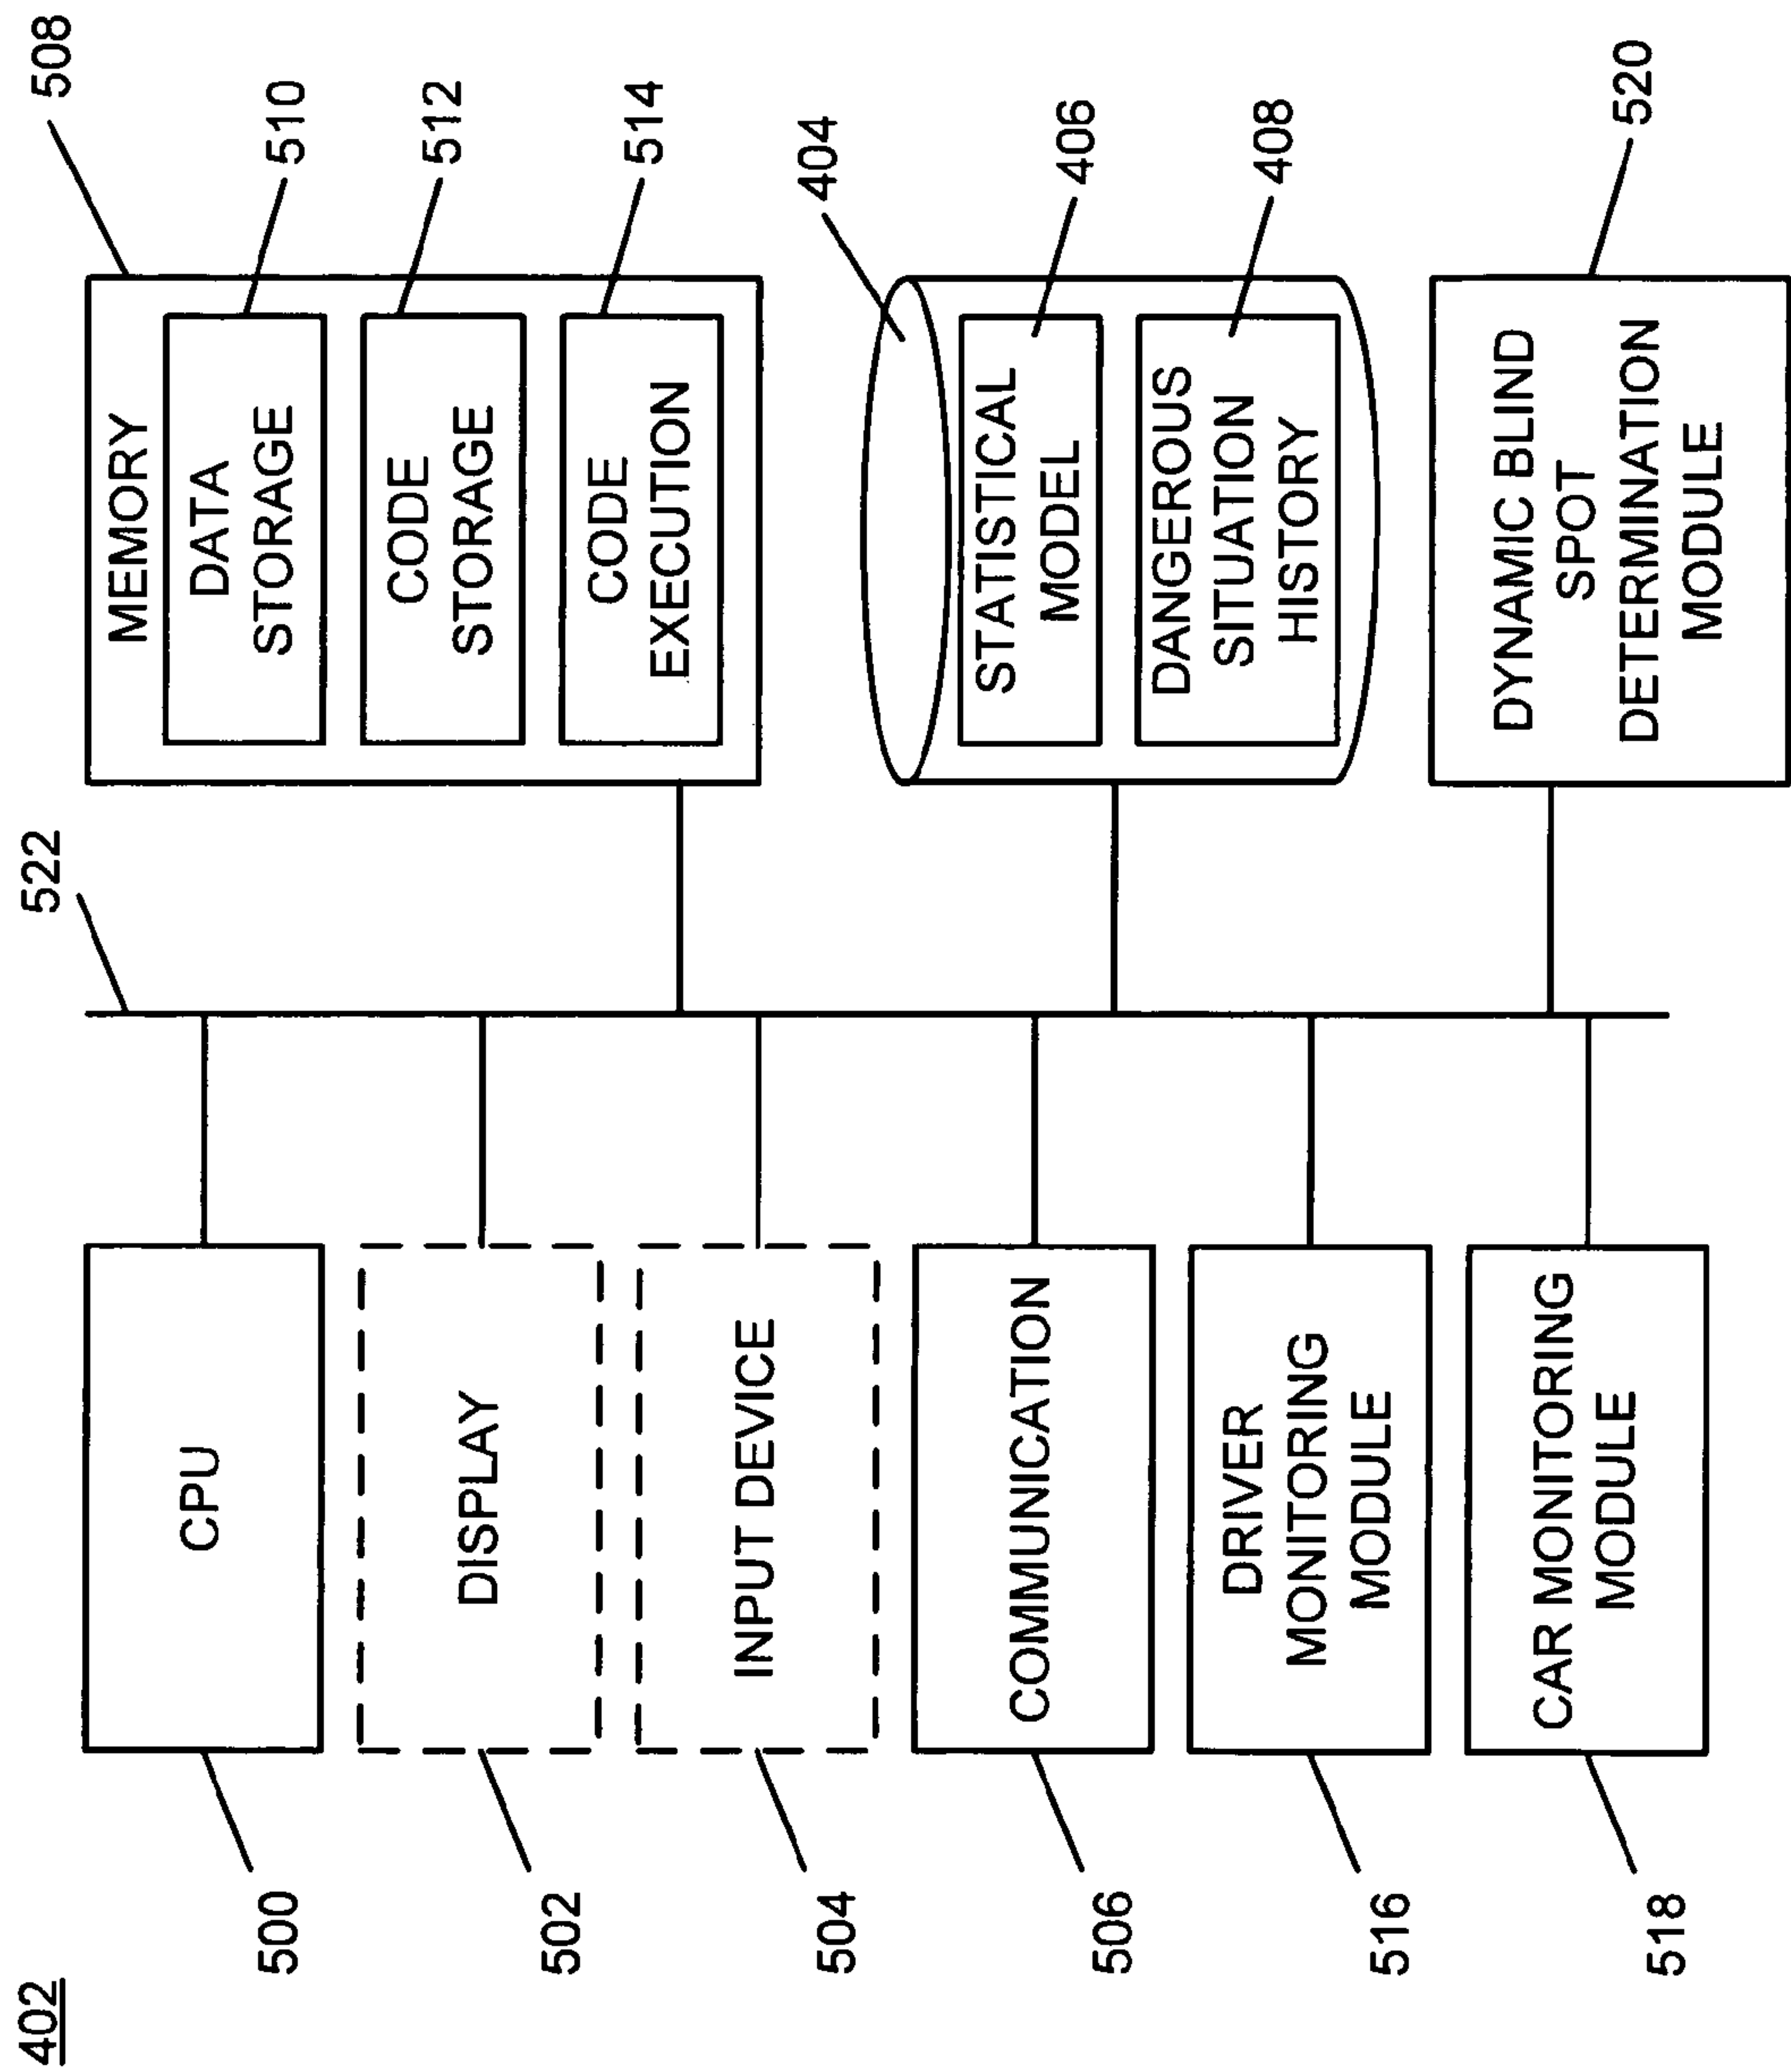 402
500
CPU
502
DISPLAY
504
INPUT DEVICE
506
COMMUNICATION
516
DRIVER
MONITORING
MODULE
518
CAR MONITORING
MODULE
522
508
MEMORY
510
DATA
STORAGE
512
CODE
STORAGE
514
CODE
EXECUTION
404
406
STATISTICAL
MODEL
408
DANGEROUS
SITUATION
HISTORY
520
DYNAMIC BLIND
SPOT
DETERMINATION
MODULE